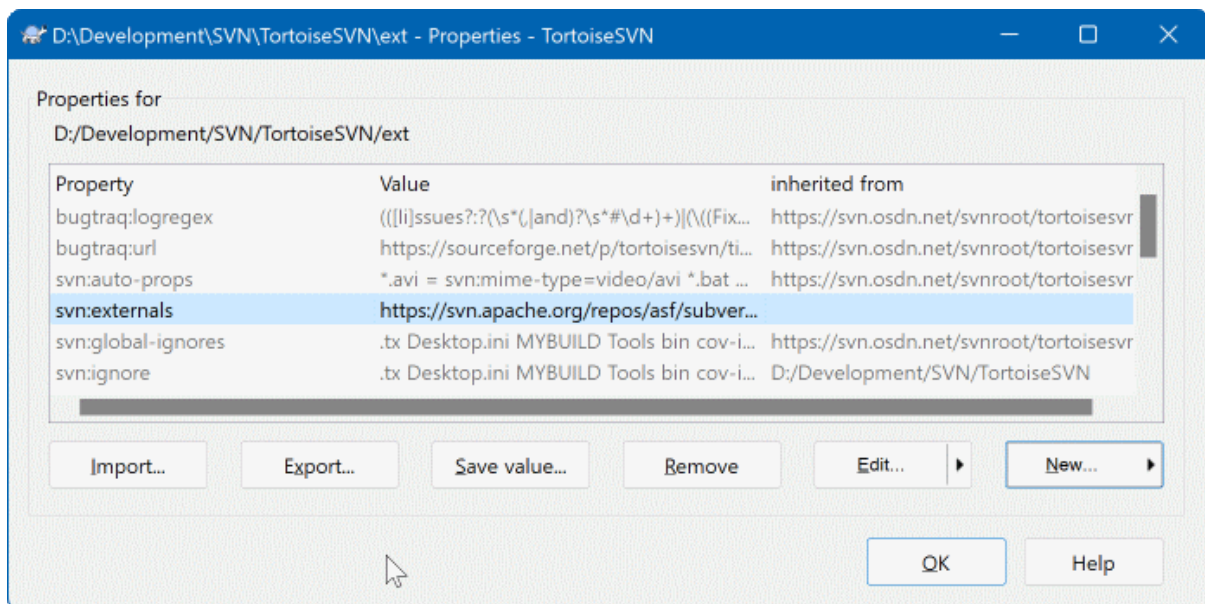 D:\Development\SVN\TortoiseSVN\ext - Properties - TortoiseSVN
Properties for
D:/Development/SVN/TortoiseSVN/ext
Property Value inherited from
bugtraq:logregex (([Ii]ssues?:?(\s*(,|and)?\s*#\d+)+)|(\((Fix... https://svn.osdn.net/svnroot/tortoisesvr
bugtraq:url https://sourceforge.net/p/tortoisesvn/ti... https://svn.osdn.net/svnroot/tortoisesvr
svn:auto-props *.avi = svn:mime-type=video/avi *.bat ... https://svn.osdn.net/svnroot/tortoisesvr
svn:externals https://svn.apache.org/repos/asf/subver...
svn:global-ignores .tx Desktop.ini MYBUILD Tools bin cov-i... https://svn.osdn.net/svnroot/tortoisesvr
svn:ignore .tx Desktop.ini MYBUILD Tools bin cov-i... D:/Development/SVN/TortoiseSVN
Import... Export... Save value... Remove Edit... New...
OK Help